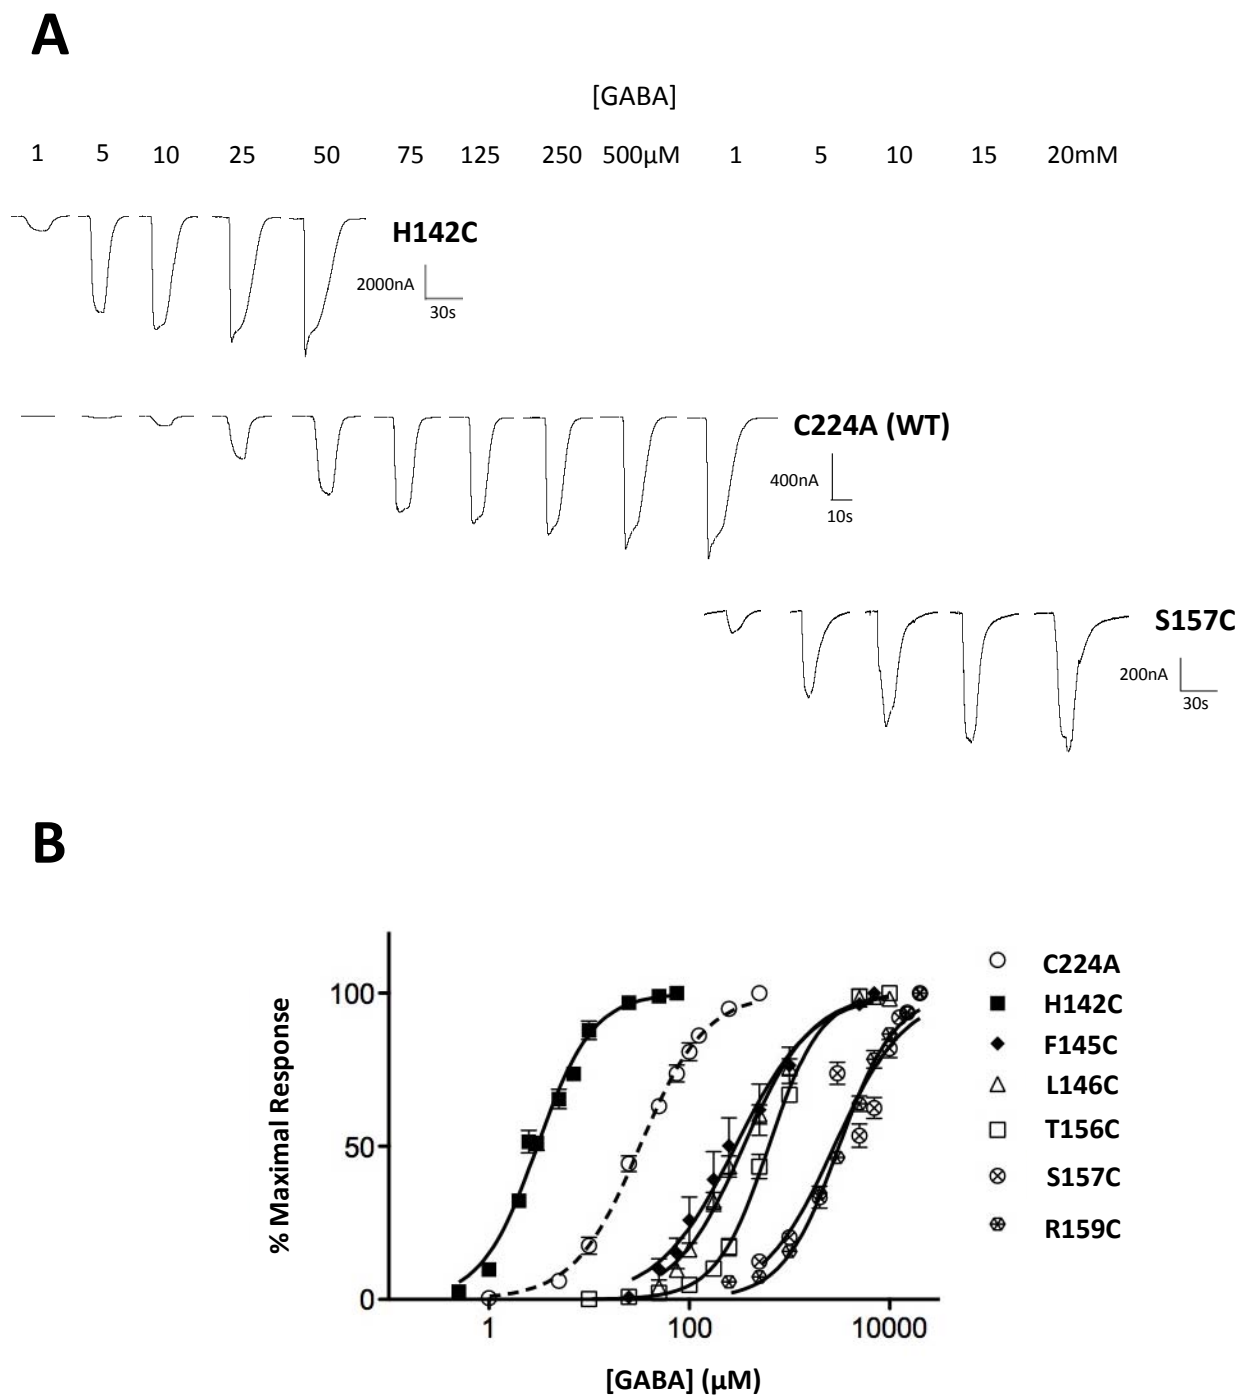 A
[GABA]
1 5 10 25 50 75 125 250 500μM 1 5 10 15 20mM
H142C
2000nA
30s
C224A (WT)
400nA
10s
S157C
200nA
30s
B
% Maximal Response
100
50
0
1 100 10000
[GABA] (μM)
C224A
H142C
F145C
L146C
T156C
S157C
R159C